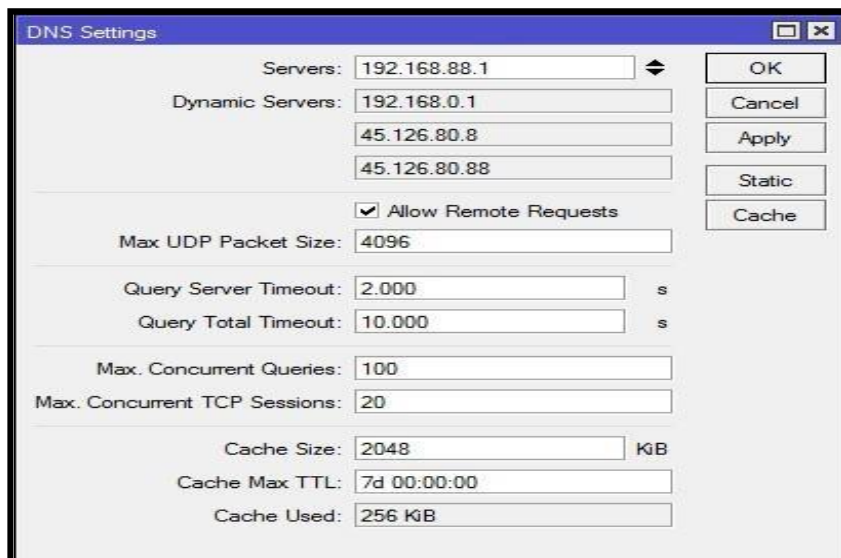 DNS Settings
Servers: 192.168.88.1
OK
Dynamic Servers: 192.168.0.1
Cancel
45.126.80.8
Apply
45.126.80.88
Static
Allow Remote Requests
Cache
Max UDP Packet Size: 4096
Query Server Timeout: 2.000 s
Query Total Timeout: 10.000 s
Max. Concurrent Queries: 100
Max. Concurrent TCP Sessions: 20
Cache Size: 2048 KiB
Cache Max TTL: 7d 00:00:00
Cache Used: 256 KiB